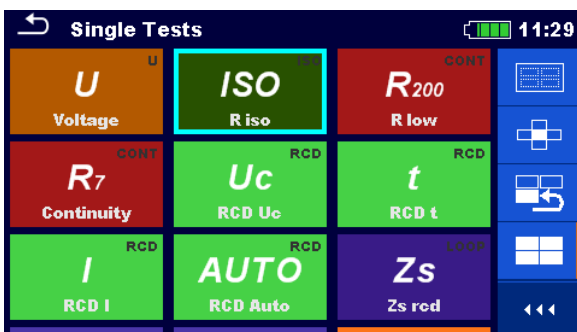 Single Tests 11:29
U ISO CONT
U ISO R200
Voltage R iso R low
CONT RCD RCD
R7 Uc t
Continuity RCD Uc RCD t
RCD RCD LOOP
I AUTO Zs
RCD I RCD Auto Zs rcd